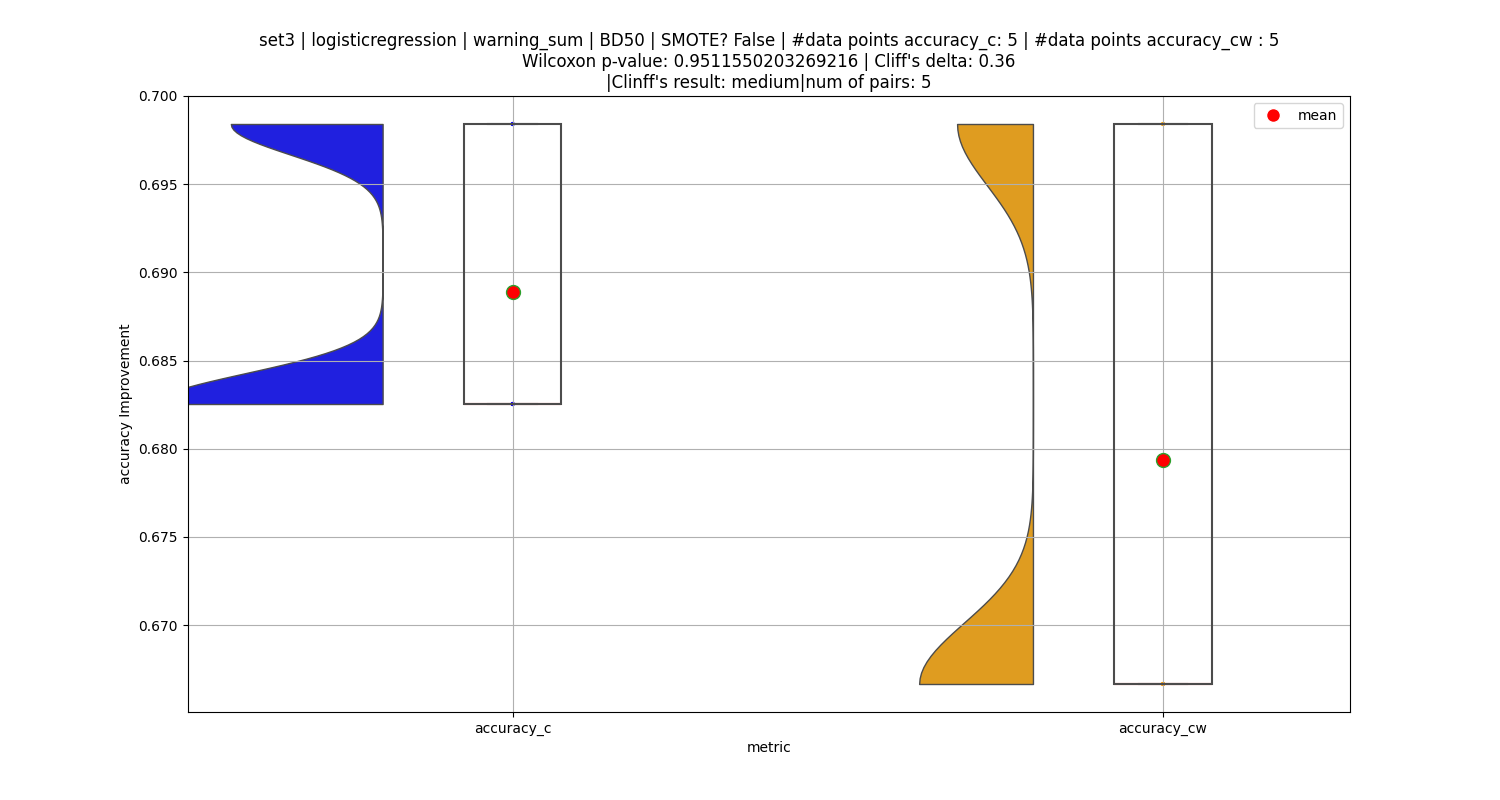 set3 | logisticregression | warning_sum | BD50 | SMOTE? False | #data points accuracy_c: 5 | #data points accuracy_cw : 5
Wilcoxon p-value: 0.9511550203269216 | Cliff's delta: 0.36
|Clinff's result: medium|num of pairs: 5
mean
0.700
0.695
0.690
0.685
0.680
0.675
0.670
accuracy Improvement
accuracy_c
accuracy_cw
metric